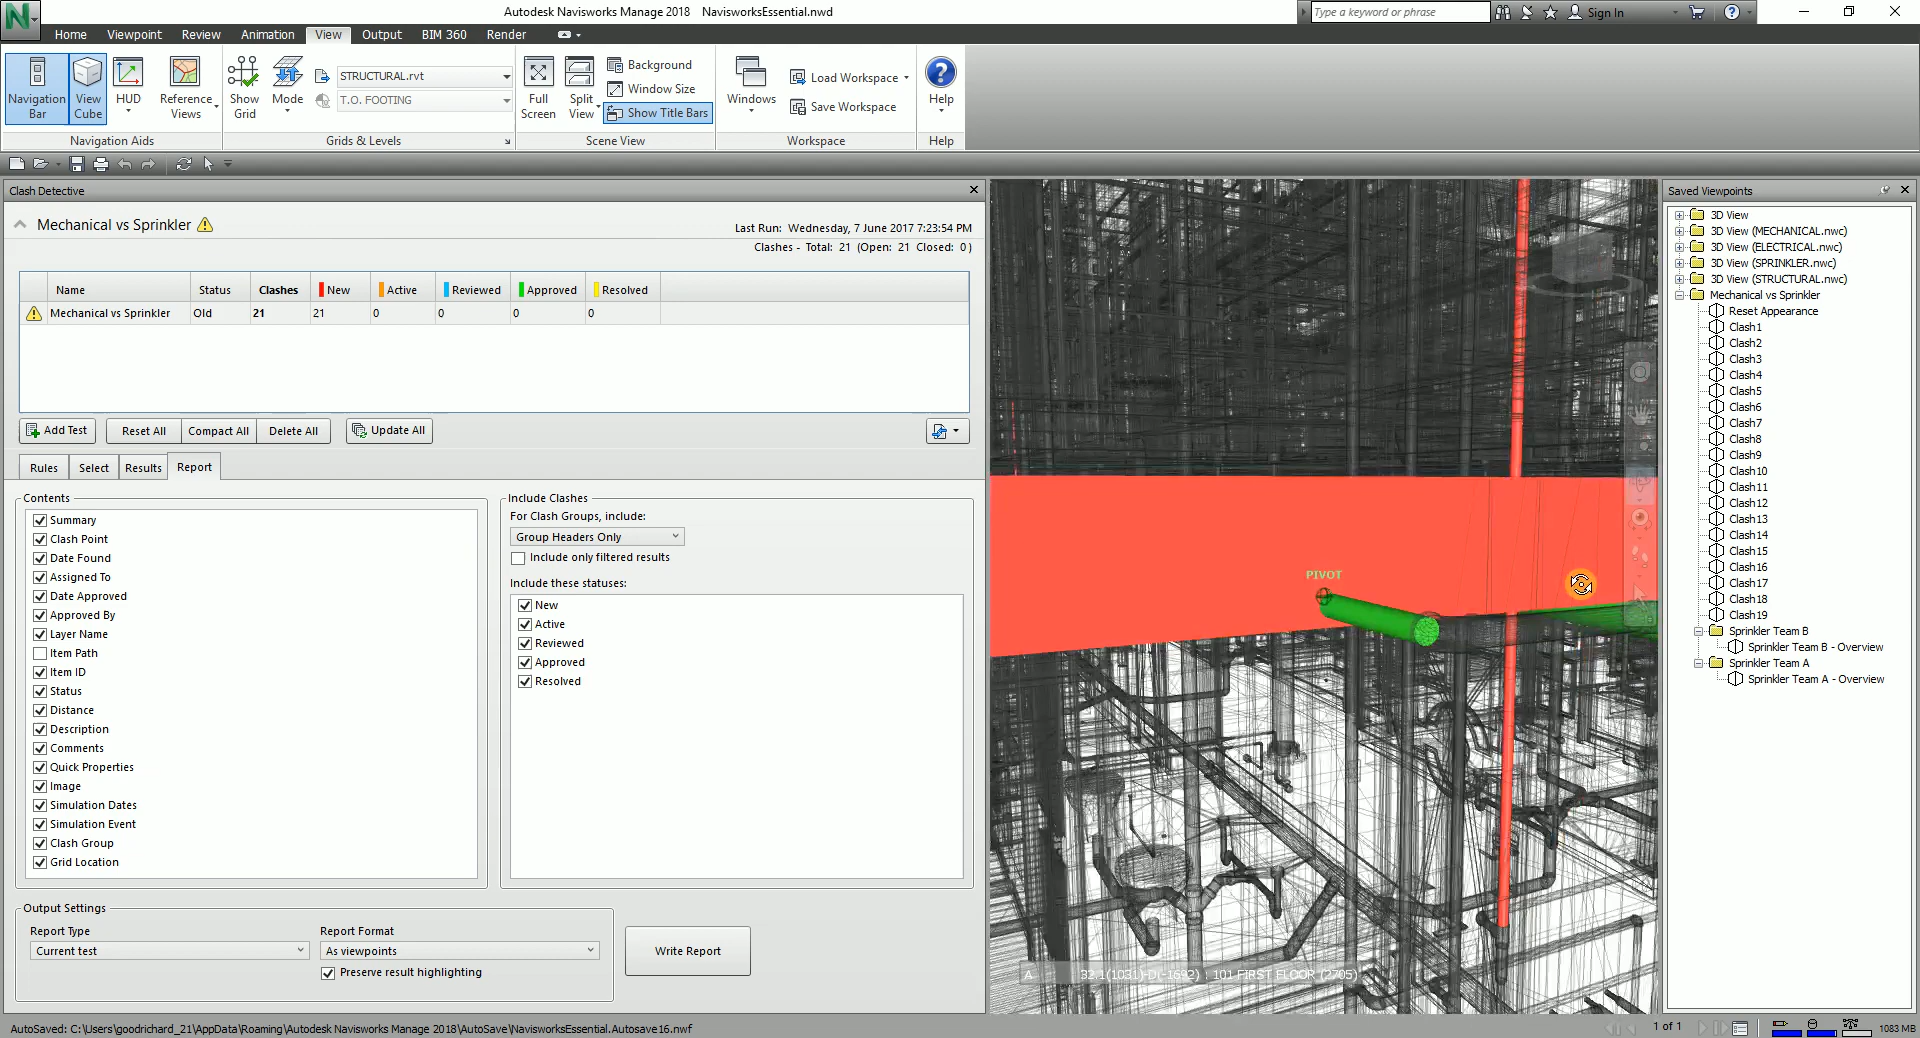 Autodesk Navisworks Manage 2018 NavisworksEssential.nwd
Type a keyword or phrase
Sign In
Home Viewpoint Review Animation View Output BIM 360 Render
Navigation Bar
View Cube
HUD
Reference Views
Navigation Aids
Show Grid
Mode
STRUCTURAL.rvt
T.O. FOOTING
Grids & Levels
Full Screen
Split View
Background
Window Size
Show Title Bars
Scene View
Windows
Load Workspace
Save Workspace
Workspace
Help
Help
Clash Detective
Mechanical vs Sprinkler
Last Run: Wednesday, 7 June 2017 7:23:54 PM
Clashes - Total: 21 (Open: 21 Closed: 0)
Name Status Clashes New Active Reviewed Approved Resolved
Mechanical vs Sprinkler Old 21 21 0 0 0 0
Add Test Reset All Compact All Delete All Update All
Rules Select Results Report
Contents
Summary
Clash Point
Date Found
Assigned To
Date Approved
Approved By
Layer Name
Item Path
Item ID
Status
Distance
Description
Comments
Quick Properties
Image
Simulation Dates
Simulation Event
Clash Group
Grid Location
Include Clashes
For Clash Groups, include:
Group Headers Only
Include only filtered results
Include these statuses:
New
Active
Reviewed
Approved
Resolved
Output Settings
Report Type
Current test
Report Format
As viewpoints
Preserve result highlighting
Write Report
PIVOT
A 32.1(1031)-D(-1692) : 101 FIRST FLOOR (2705)
Saved Viewpoints
3D View
3D View (MECHANICAL.nwc)
3D View (ELECTRICAL.nwc)
3D View (SPRINKLER.nwc)
3D View (STRUCTURAL.nwc)
Mechanical vs Sprinkler
Reset Appearance
Clash1
Clash2
Clash3
Clash4
Clash5
Clash6
Clash7
Clash8
Clash9
Clash10
Clash11
Clash12
Clash13
Clash14
Clash15
Clash16
Clash17
Clash18
Clash19
Sprinkler Team B
Sprinkler Team B - Overview
Sprinkler Team A
Sprinkler Team A - Overview
AutoSaved: C:\Users\goodrichard_21\AppData\Roaming\Autodesk Navisworks Manage 2018\AutoSave\NavisworksEssential.Autosave16.nwf
1 of 1
1083 MB